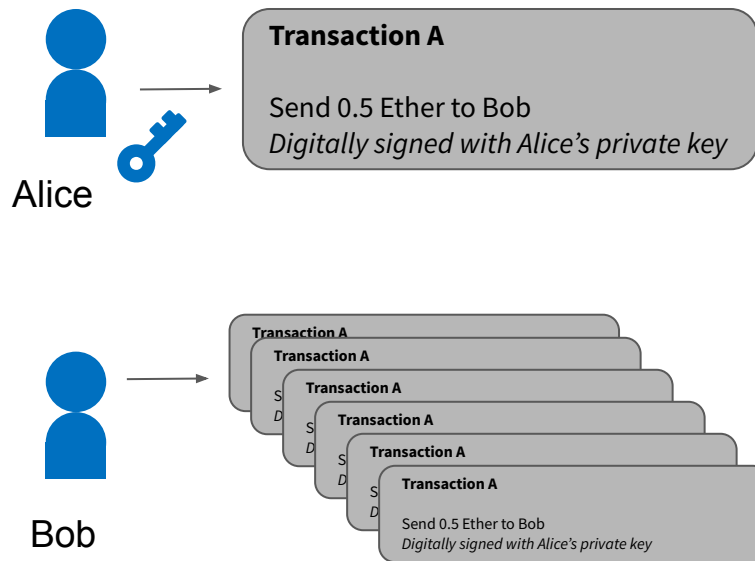 Transaction A
Send 0.5 Ether to Bob
Digitally signed with Alice's private key
Alice
Transaction A
Transaction A
S
D
Transaction A
S
D
Transaction A
S
D
Transaction A
S
D
Transaction A
Send 0.5 Ether to Bob
Digitally signed with Alice's private key
Bob